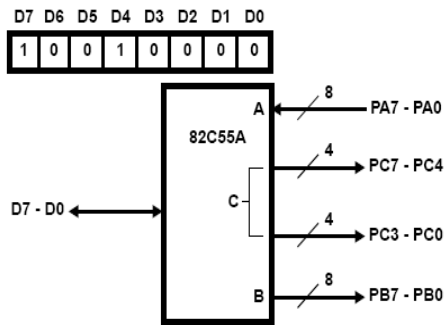 D7 D6 D5 D4 D3 D2 D1 D0
1 0 0 1 0 0 0 0
8
A PA7 - PA0
82C55A
4
PC7 - PC4
C
D7 - D0
4
PC3 - PC0
8
B PB7 - PB0